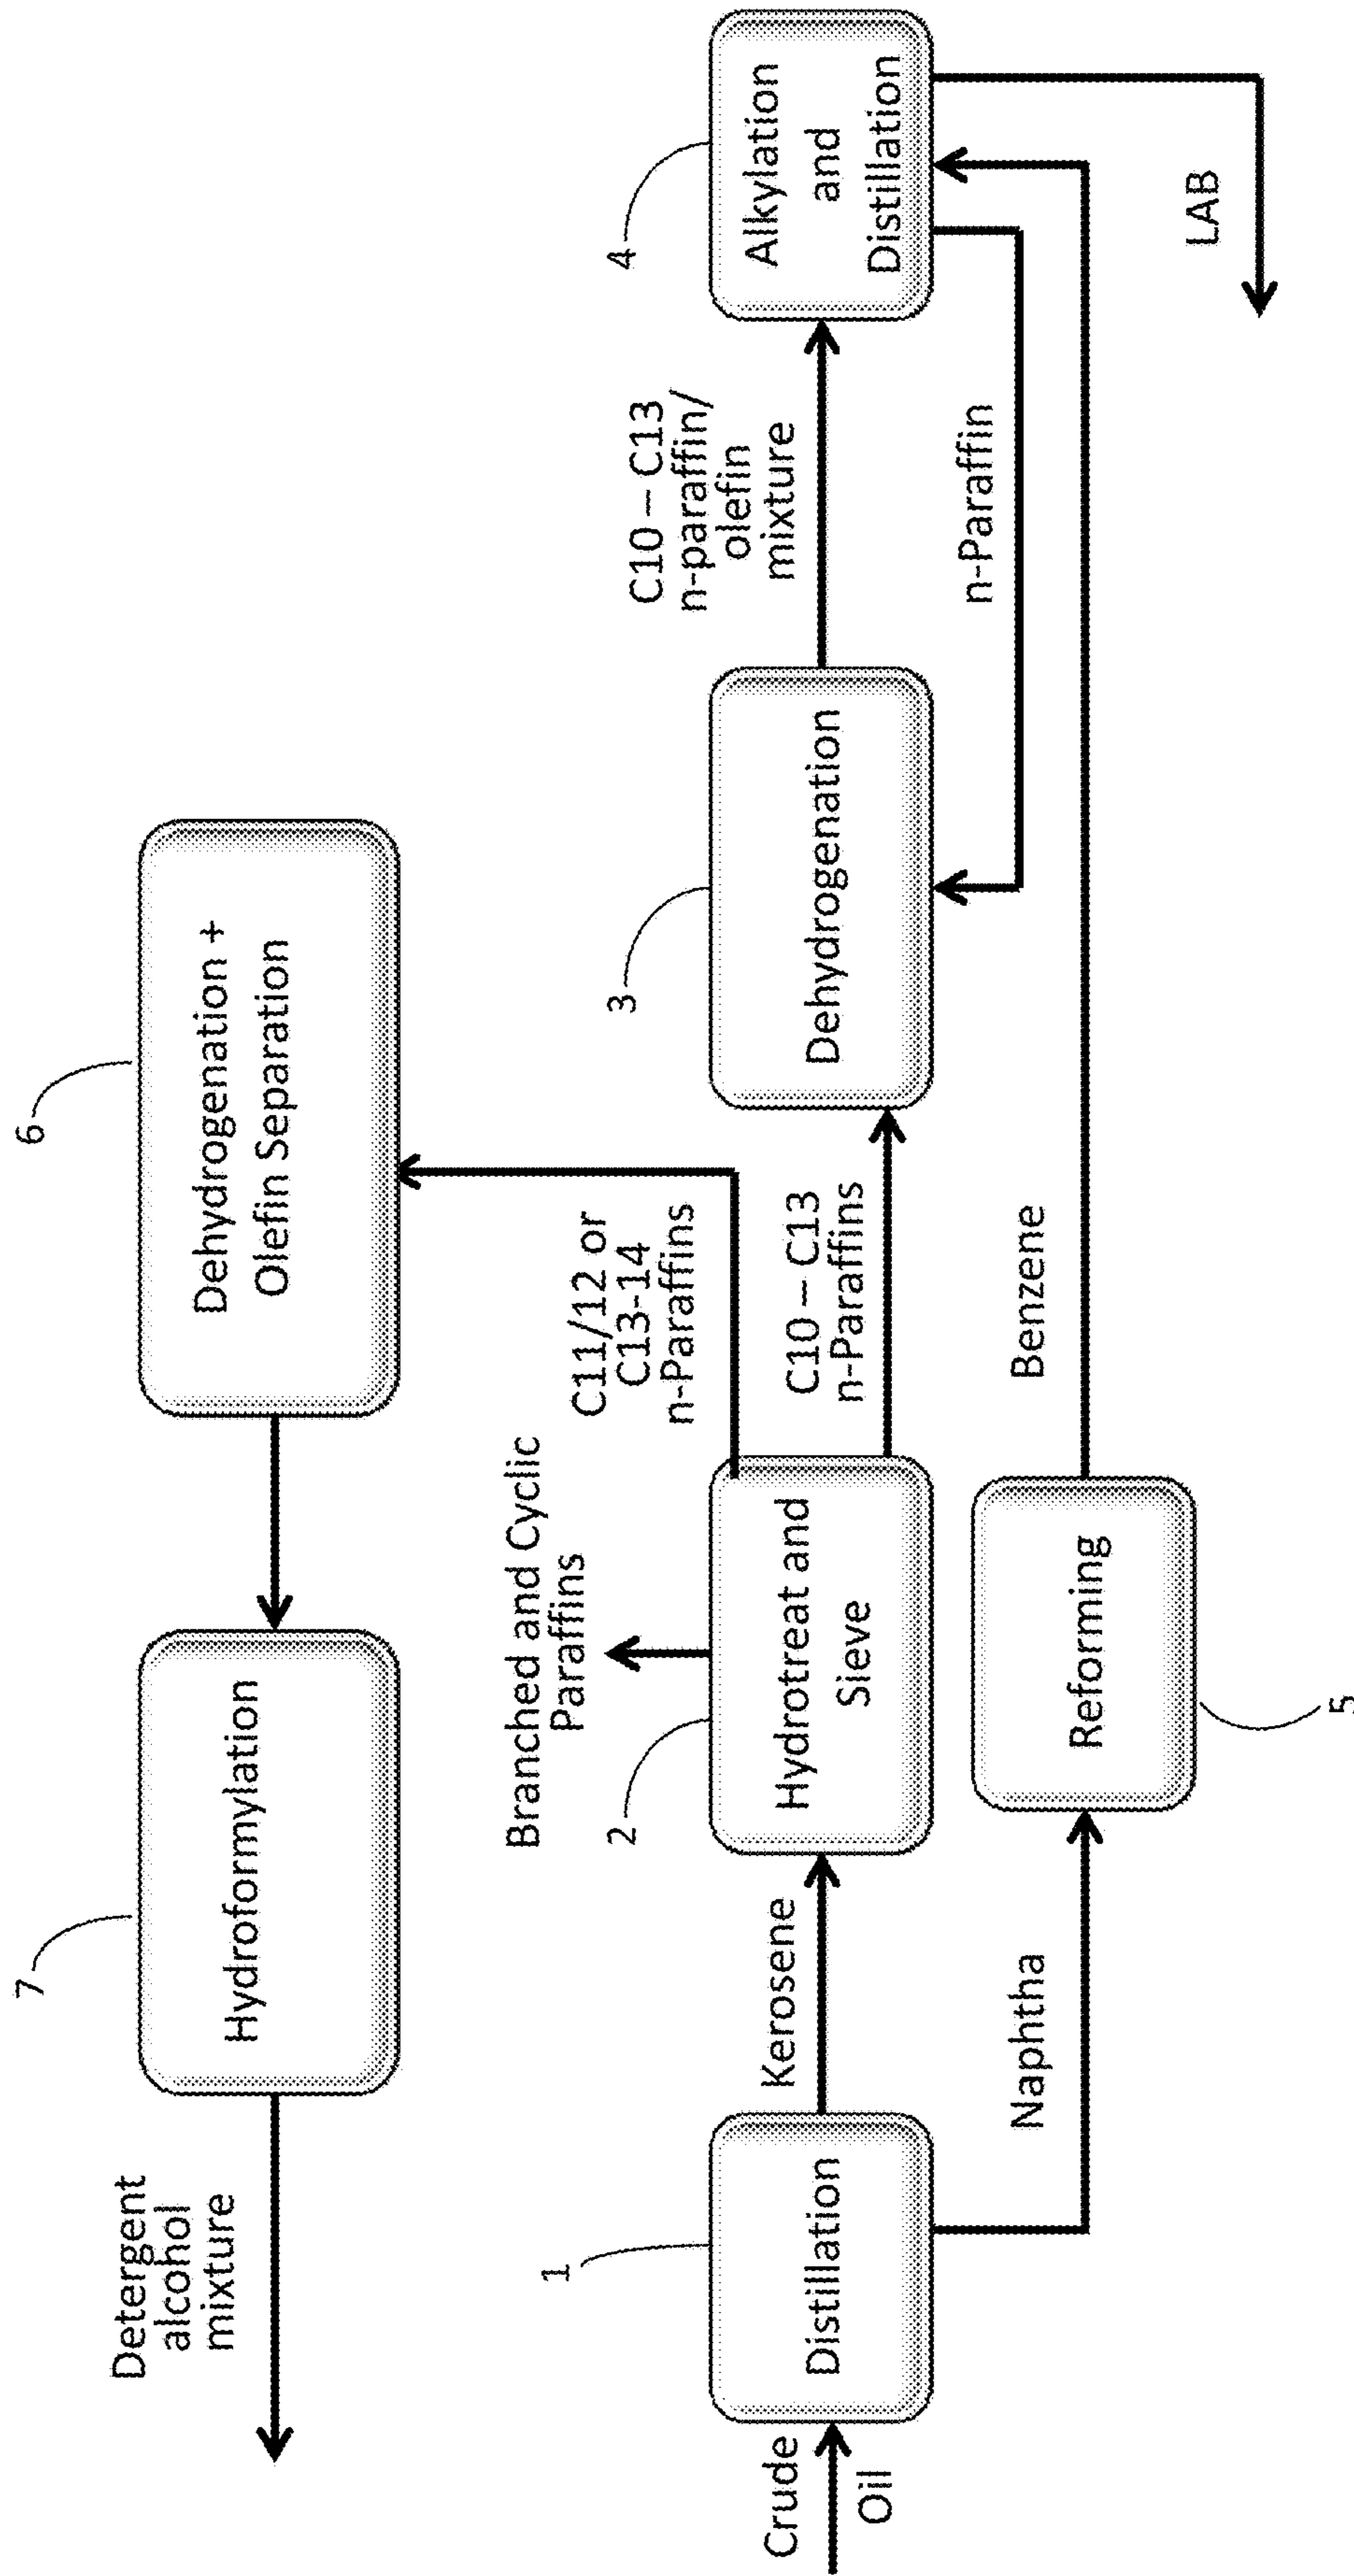 7
Hydroformylation
6
Dehydrogenation +
Olefin Separation
Detergent
alcohol
mixture
Branched and Cyclic
Paraffins
C11/12 or
C13-14
n-Paraffins
C10 – C13
n-paraffin/
olefin
mixture
1
2
3
4
Crude
Oil
Distillation
Kerosene
Hydrotreat and
Sieve
C10 – C13
n-Paraffins
Dehydrogenation
Alkylation
and
Distillation
n-Paraffin
Naphtha
Reforming
5
Benzene
LAB